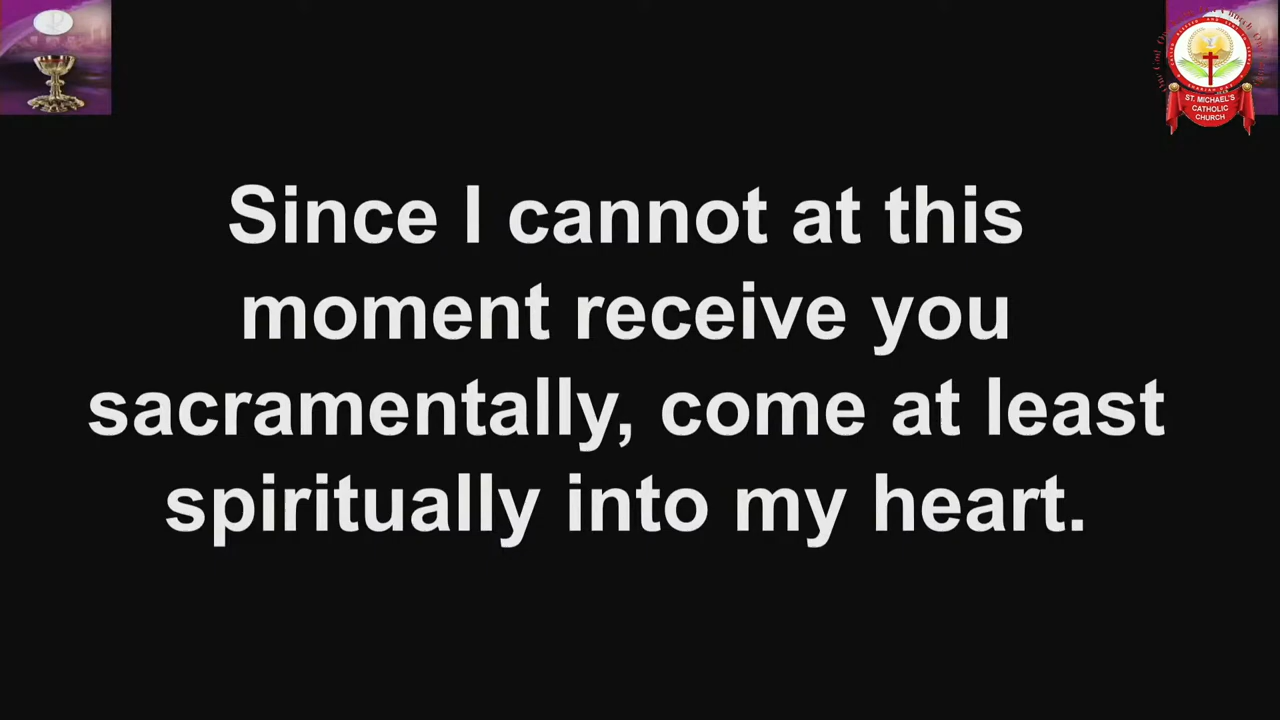 ST. MICHAEL'S
CATHOLIC
CHURCH
Since I cannot at this
moment receive you
sacramentally, come at least
spiritually into my heart.